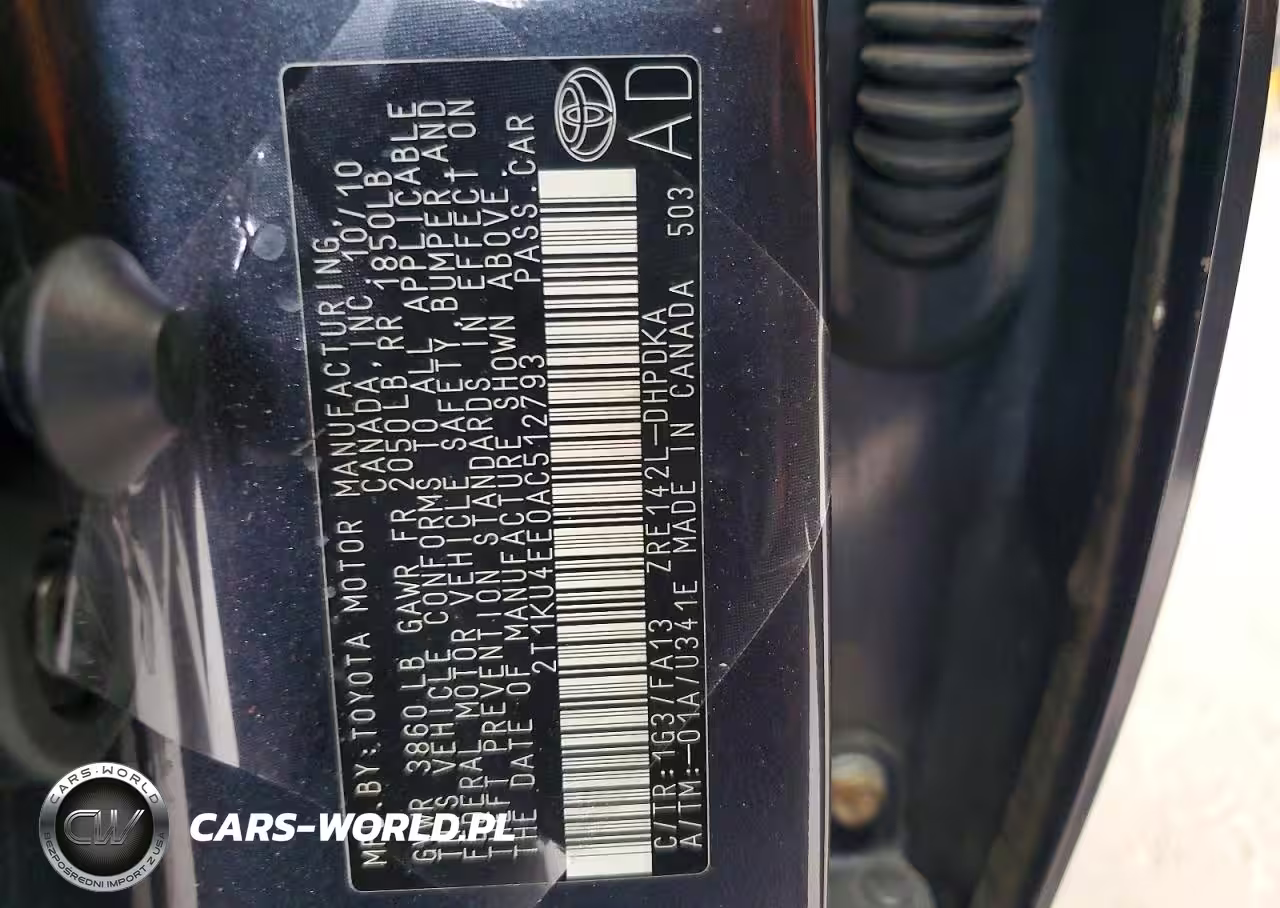 MFD.BY:TOYOTA MOTOR MANUFACTURING,
CANADA, INC. 10/10
GVWR 3860 LB GAWR FR 2050LB, RR 1850LB
THIS VEHICLE CONFORMS TO ALL APPLICABLE
FEDERAL MOTOR VEHICLE SAFETY, BUMPER, AND
THEFT PREVENTION STANDARDS IN EFFECT ON
THE DATE OF MANUFACTURE SHOWN ABOVE.
2T1KU4EE0AC512793 PASS.CAR
C/TR: 1G3/FA13 ZRE142L-DHPDKA
A/TM:-01A/U341E MADE IN CANADA 503
AD
CARS-WORLD
CW
BEZPOŚREDNI IMPORT Z USA
CARS-WORLD.PL